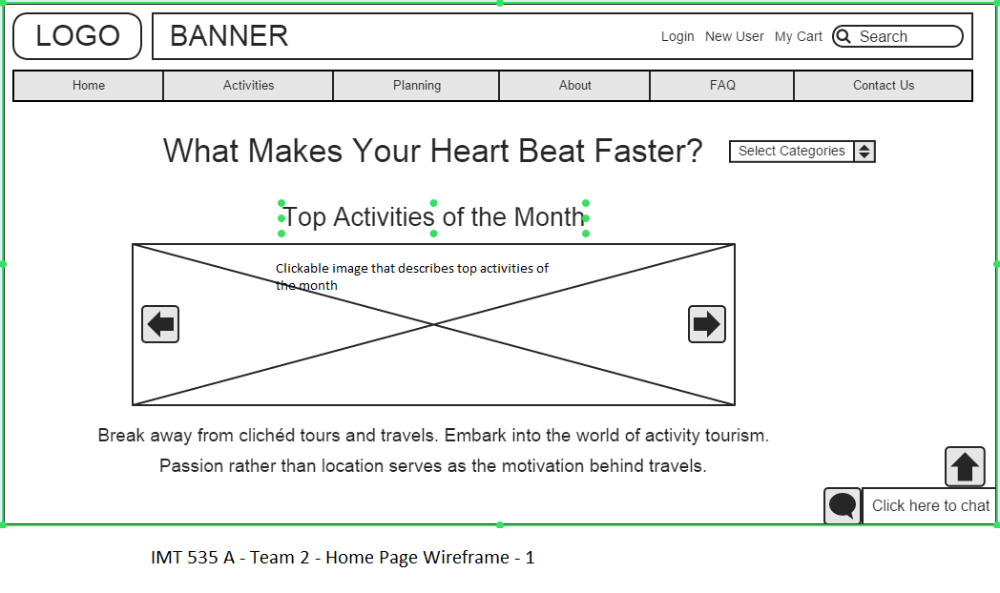 LOGO
BANNER
Login New User My Cart Search
Home Activities Planning About FAQ Contact Us
What Makes Your Heart Beat Faster?
Select Categories
Top Activities of the Month
Clickable image that describes top activities of
the month
Break away from clichéd tours and travels. Embark into the world of activity tourism.
Passion rather than location serves as the motivation behind travels.
Click here to chat
IMT 535 A - Team 2 - Home Page Wireframe - 1